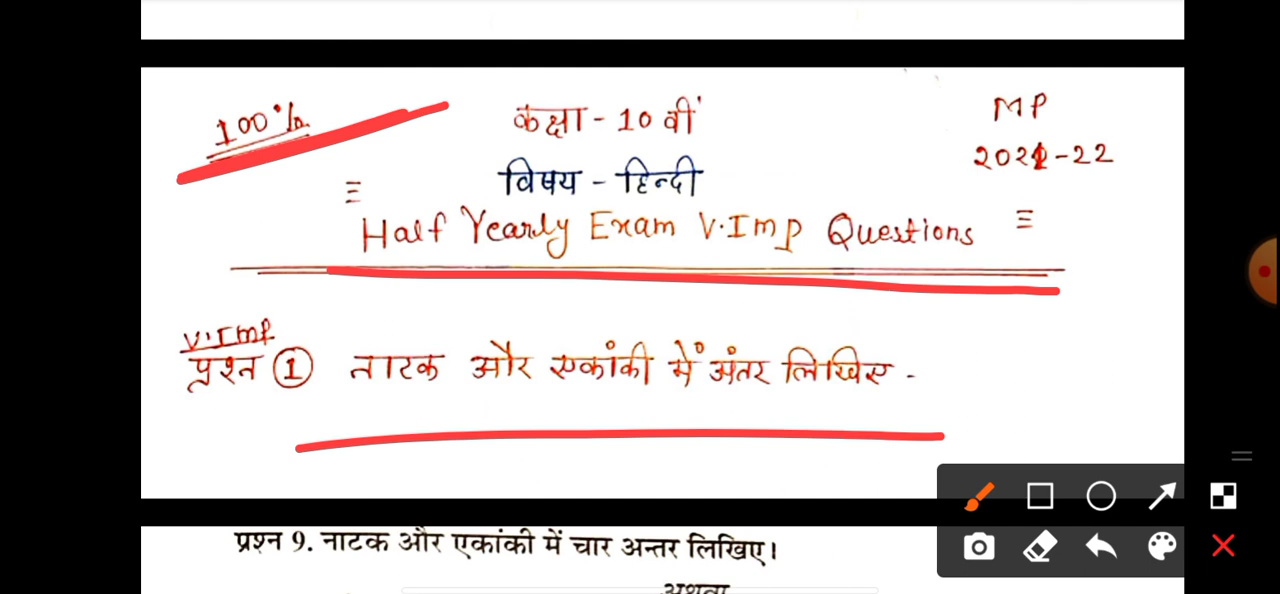 100%
कक्षा - 10 वीं
MP
2021-22
विषय - हिन्दी
Half Yearly Exam V.Imp Questions
V.Imp
प्रश्न ① नाटक और एकांकी में अंतर लिखिए -
प्रश्न 9. नाटक और एकांकी में चार अन्तर लिखिए।
अथवा